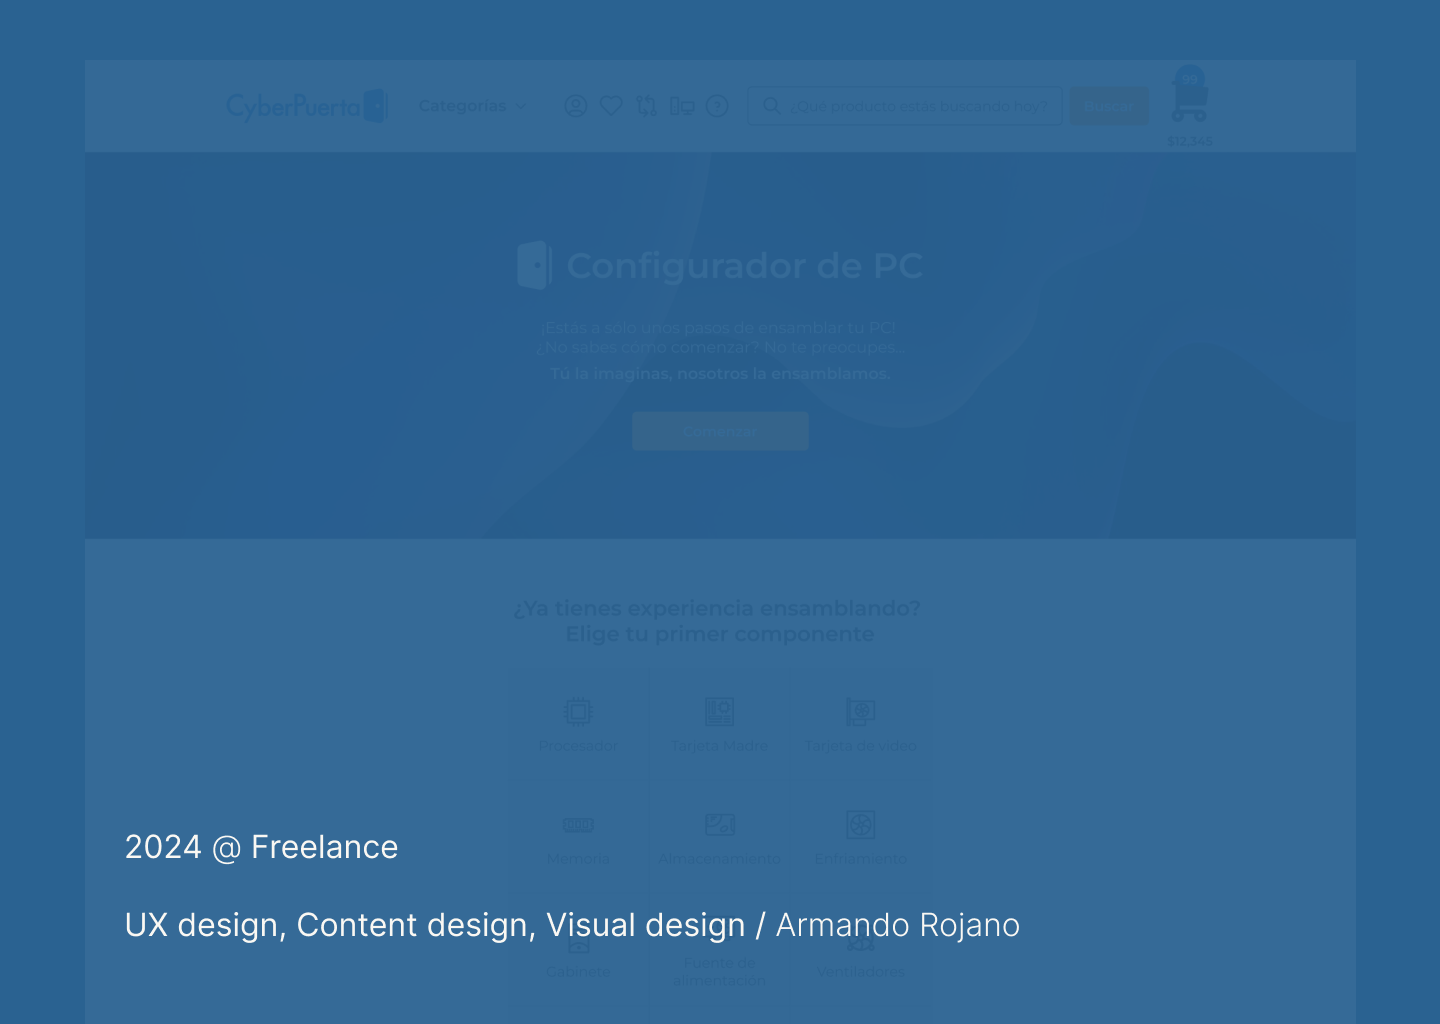 CyberPuerta
Categorías
¿Qué producto estas buscando hoy?
Buscar
99
$12,345
Configurador de PC
¡Estás a sólo unos pasos de ensamblar tu PC!
¿No sabes cómo comenzar? No te preocupes...
Tú la imaginas, nosotros la ensamblamos.
Comenzar
¿Ya tienes experiencia ensamblando?
Elige tu primer componente
Procesador
Tarjeta Madre
Tarjeta de video
Memoria
Almacenamiento
Enfriamiento
2024 @ Freelance
UX design, Content design, Visual design / Armando Rojano
Gabinete
Fuente de
alimentación
Ventiladores